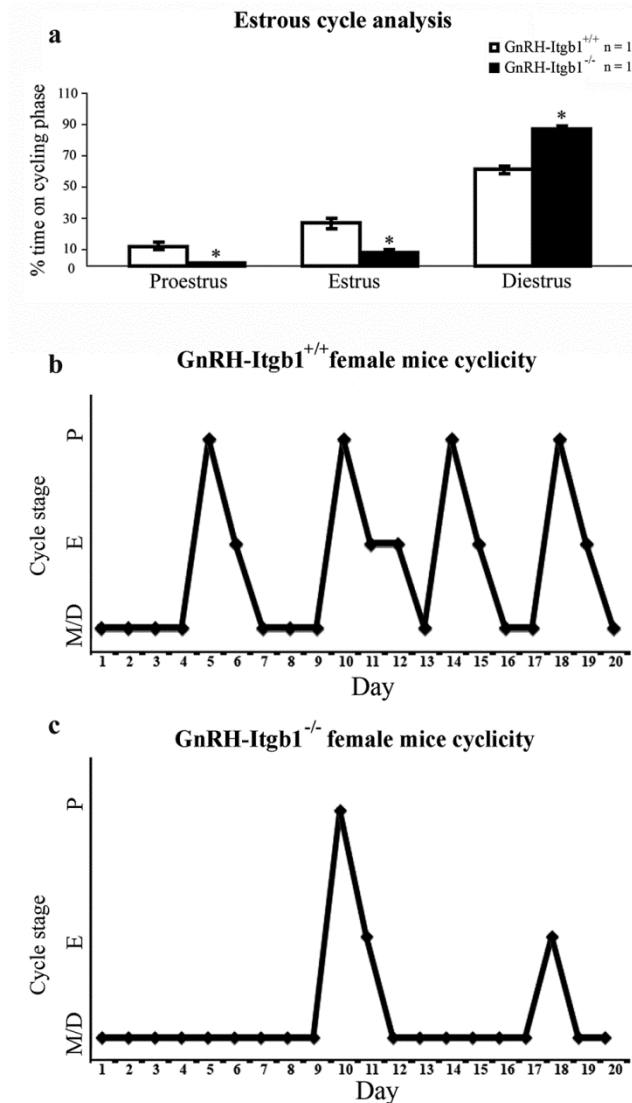 Estrous cycle analysis
a
GnRH-Itgb1+/+ n = 1
GnRH-Itgb1-/- n = 1
% time on cycling phase
110
90
70
50
30
10
0
Proestrus Estrus Diestrus
* * *
b
GnRH-Itgb1+/+ female mice cyclicity
Cycle stage
P
E
M/D
1 2 3 4 5 6 7 8 9 10 11 12 13 14 15 16 17 18 19 20
Day
c
GnRH-Itgb1-/- female mice cyclicity
Cycle stage
P
E
M/D
1 2 3 4 5 6 7 8 9 10 11 12 13 14 15 16 17 18 19 20
Day